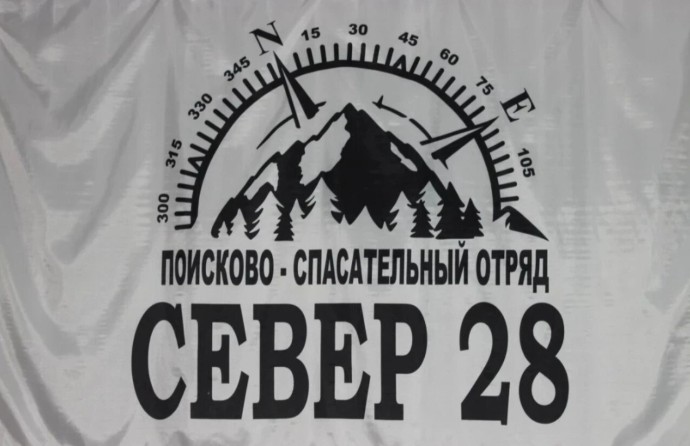 N
E
300 315 330 345 15 30 45 60 75 105
ПОИСКОВО - СПАСАТЕЛЬНЫЙ ОТРЯД
СЕВЕР 28